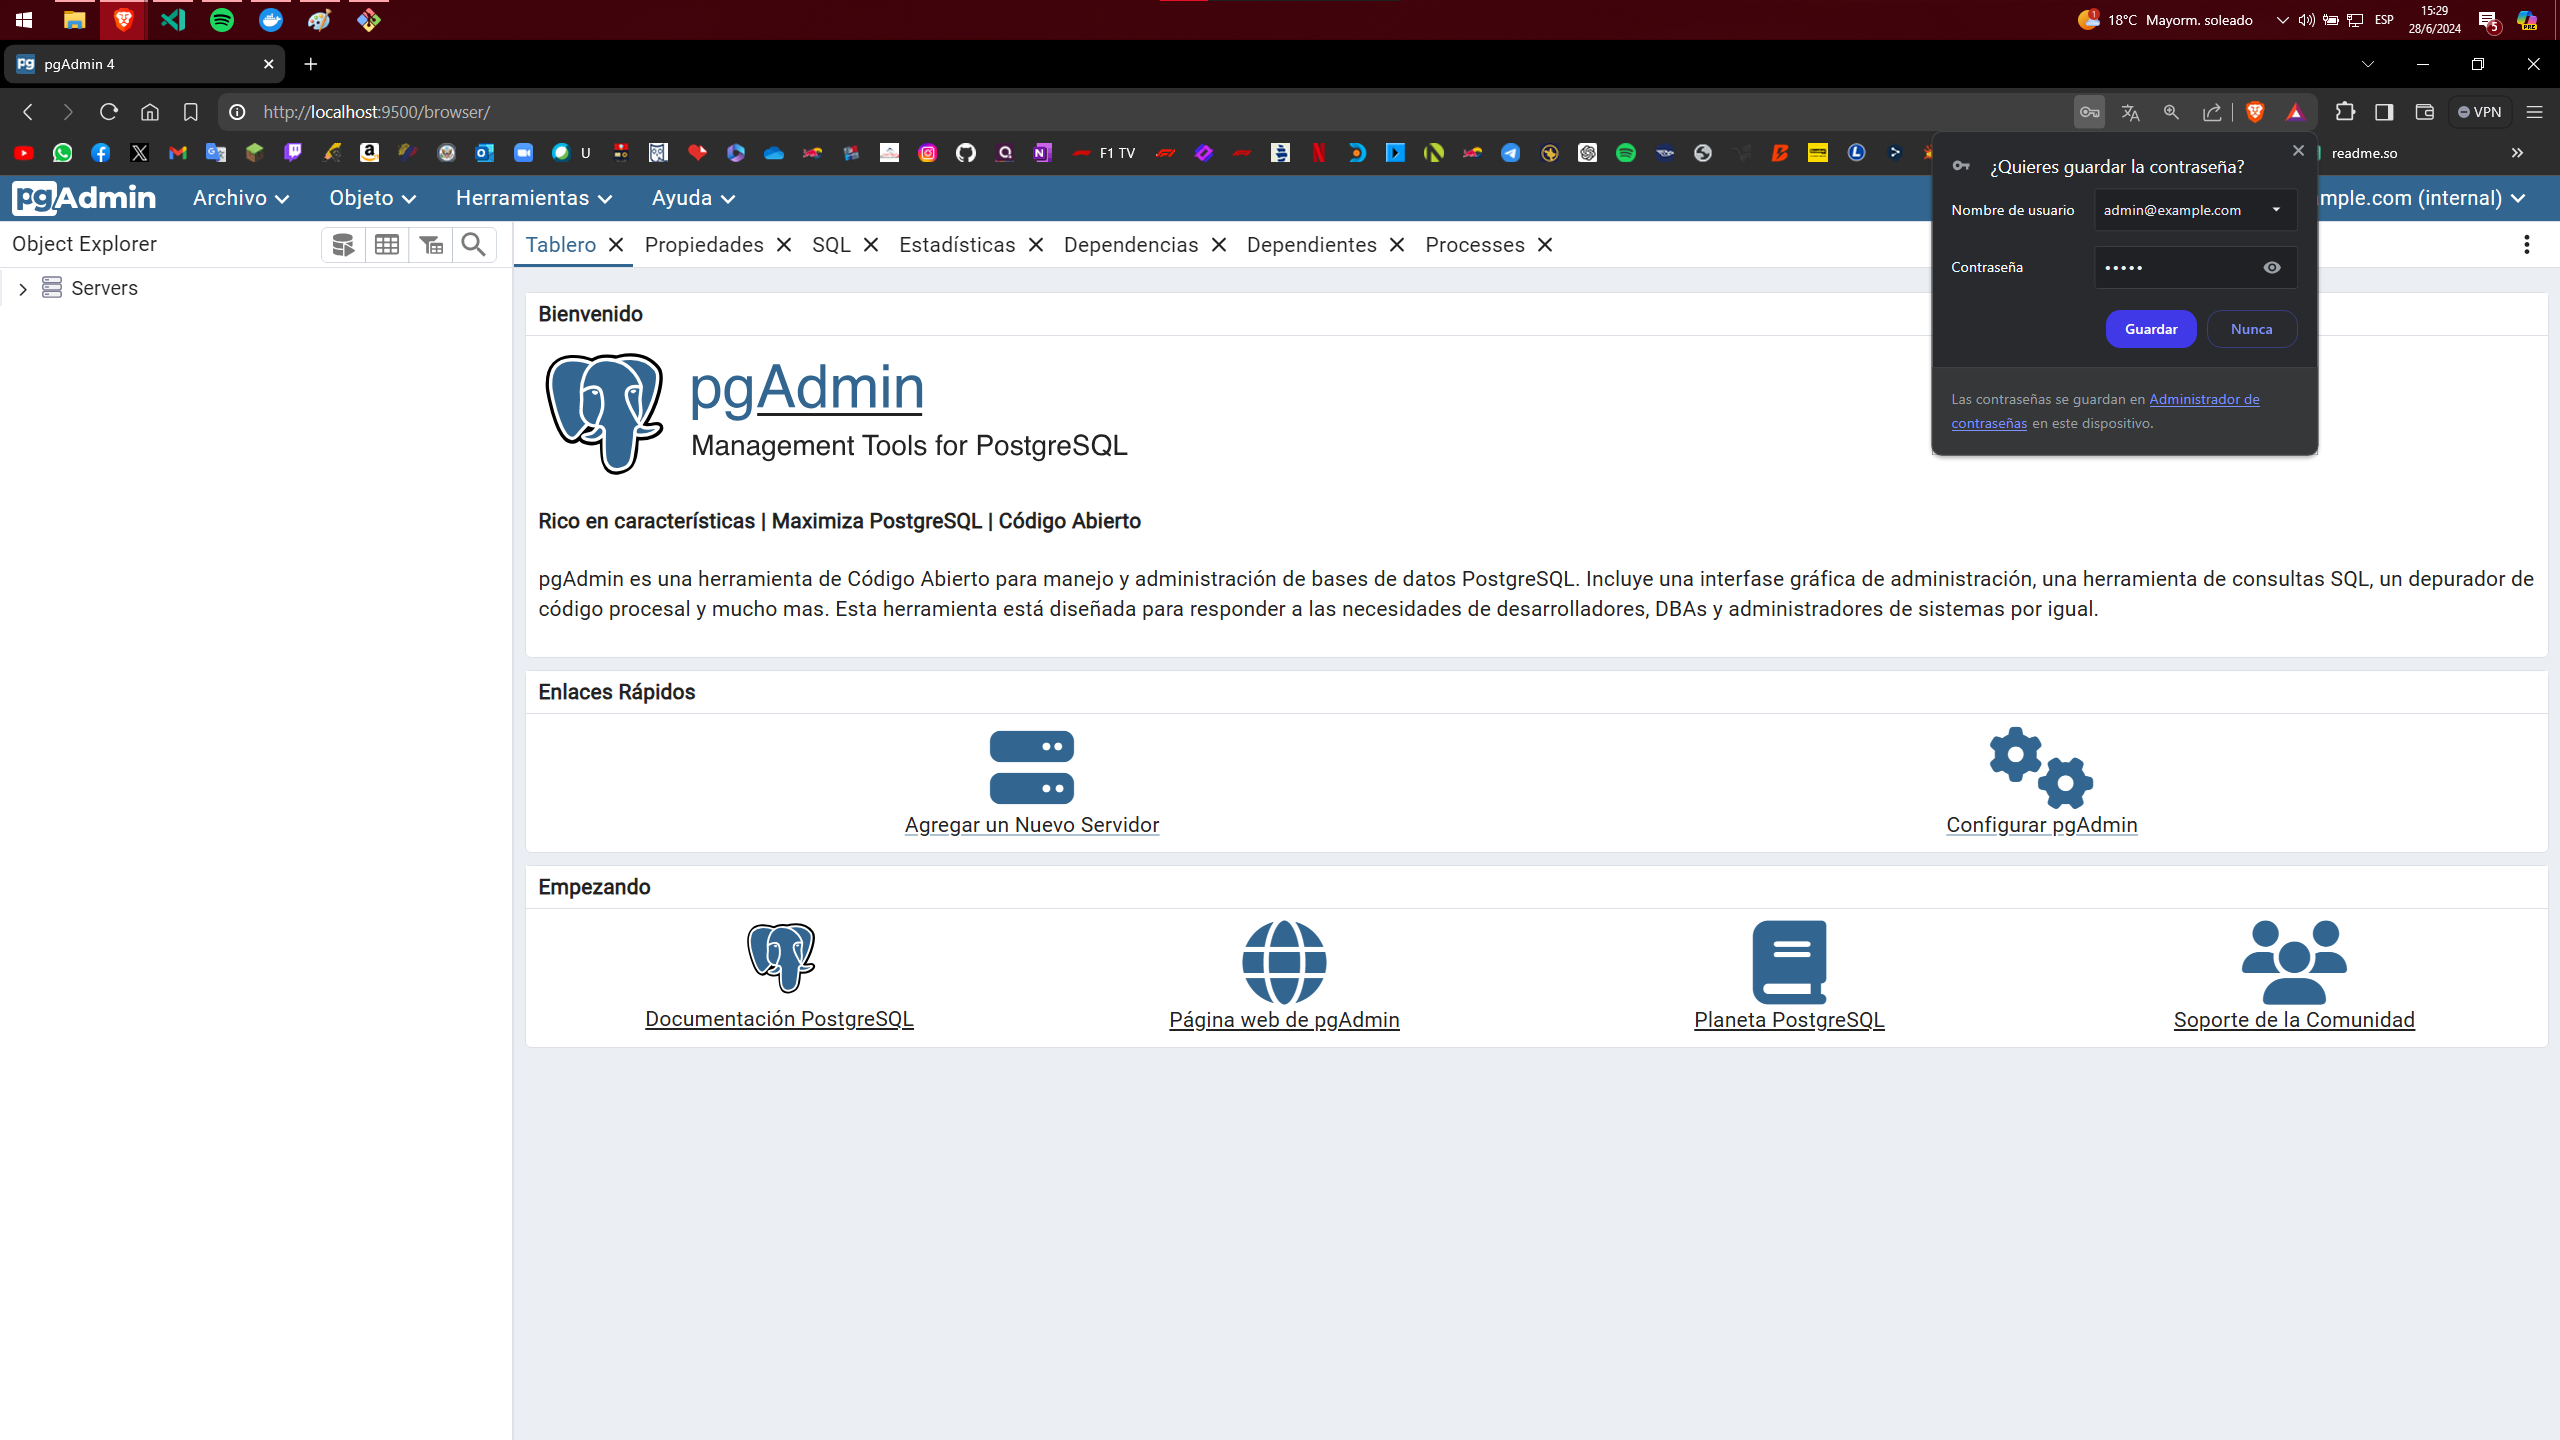 18°C Mayorm. soleado
ESP
15:29
28/6/2024
5
pgAdmin 4
http://localhost:9500/browser/
VPN
U
F1 TV
readme.so
pgAdmin
Archivo
Objeto
Herramientas
Ayuda
mple.com (internal)
¿Quieres guardar la contraseña?
Nombre de usuario
admin@example.com
Contraseña
•••••
Guardar
Nunca
Las contraseñas se guardan en Administrador de
contraseñas en este dispositivo.
Object Explorer
Servers
Tablero
Propiedades
SQL
Estadísticas
Dependencias
Dependientes
Processes
Bienvenido
pgAdmin
Management Tools for PostgreSQL
Rico en características | Maximiza PostgreSQL | Código Abierto
pgAdmin es una herramienta de Código Abierto para manejo y administración de bases de datos PostgreSQL. Incluye una interfase gráfica de administración, una herramienta de consultas SQL, un depurador de
código procesal y mucho mas. Esta herramienta está diseñada para responder a las necesidades de desarrolladores, DBAs y administradores de sistemas por igual.
Enlaces Rápidos
Agregar un Nuevo Servidor
Configurar pgAdmin
Empezando
Documentación PostgreSQL
Página web de pgAdmin
Planeta PostgreSQL
Soporte de la Comunidad